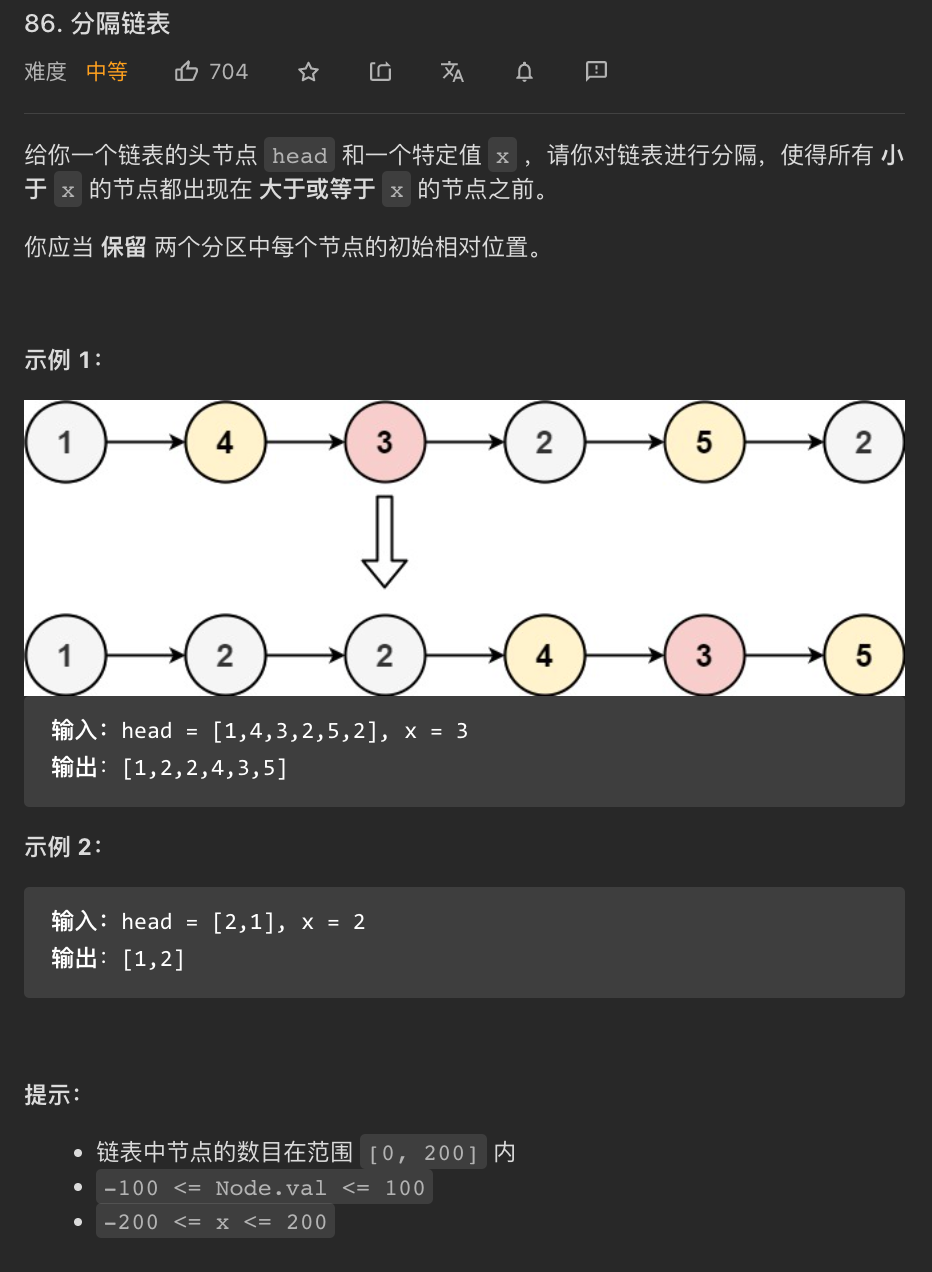 86. 分隔链表
难度 中等 704
给你一个链表的头节点 head 和一个特定值 x ，请你对链表进行分隔，使得所有 小
于 x 的节点都出现在 大于或等于 x 的节点之前。
你应当 保留 两个分区中每个节点的初始相对位置。
示例 1：
1 4 3 2 5 2
1 2 2 4 3 5
输入：head = [1,4,3,2,5,2], x = 3
输出：[1,2,2,4,3,5]
示例 2：
输入：head = [2,1], x = 2
输出：[1,2]
提示：
• 链表中节点的数目在范围 [0, 200] 内
• -100 <= Node.val <= 100
• -200 <= x <= 200